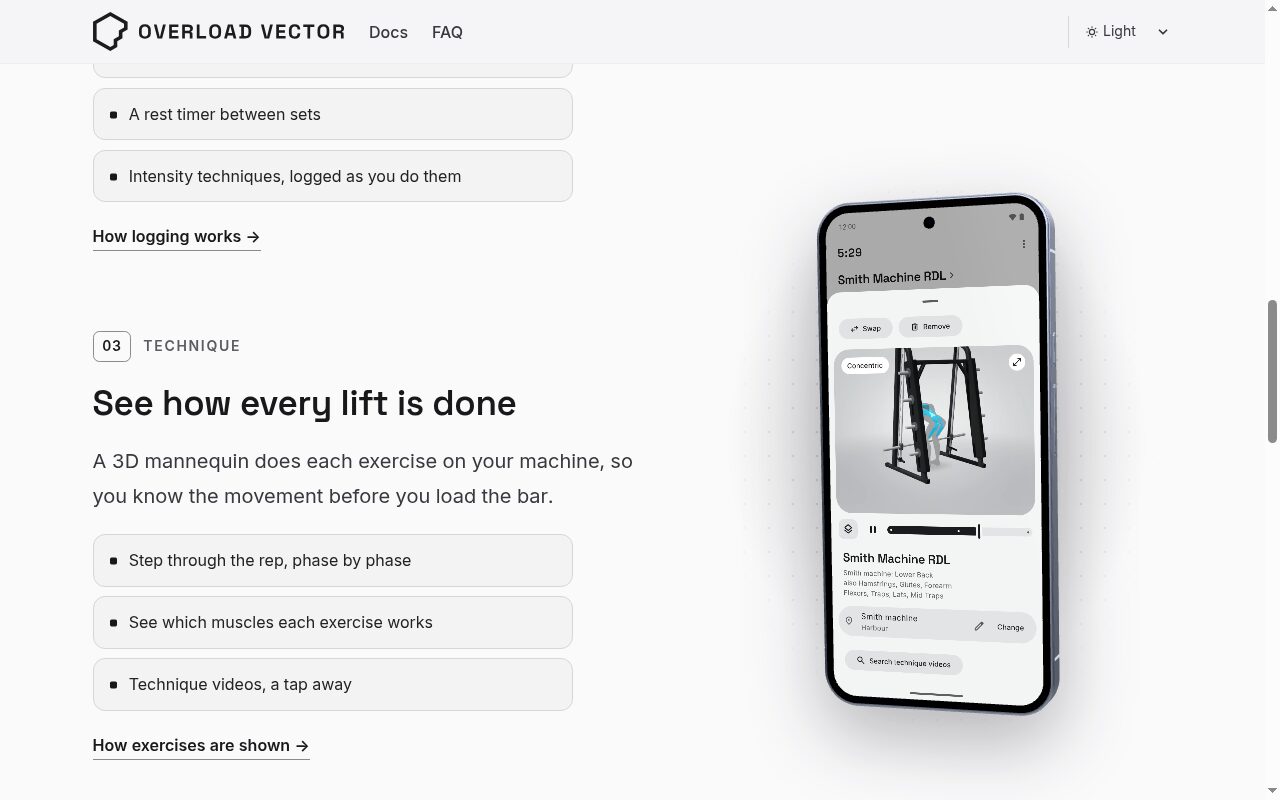 OVERLOAD VECTOR
Docs
FAQ
Light
A rest timer between sets
Intensity techniques, logged as you do them
How logging works →
03 TECHNIQUE
See how every lift is done
A 3D mannequin does each exercise on your machine, so
you know the movement before you load the bar.
Step through the rep, phase by phase
See which muscles each exercise works
Technique videos, a tap away
How exercises are shown →
12:00
5:29
Smith Machine RDL ›
Swap
Remove
Concentric
Smith Machine RDL
Smith machine: Lower Back
also Hamstrings, Glutes, Forearm
Flexors, Traps, Lats, Mid Traps
Smith machine
Harbour
Change
Search technique videos